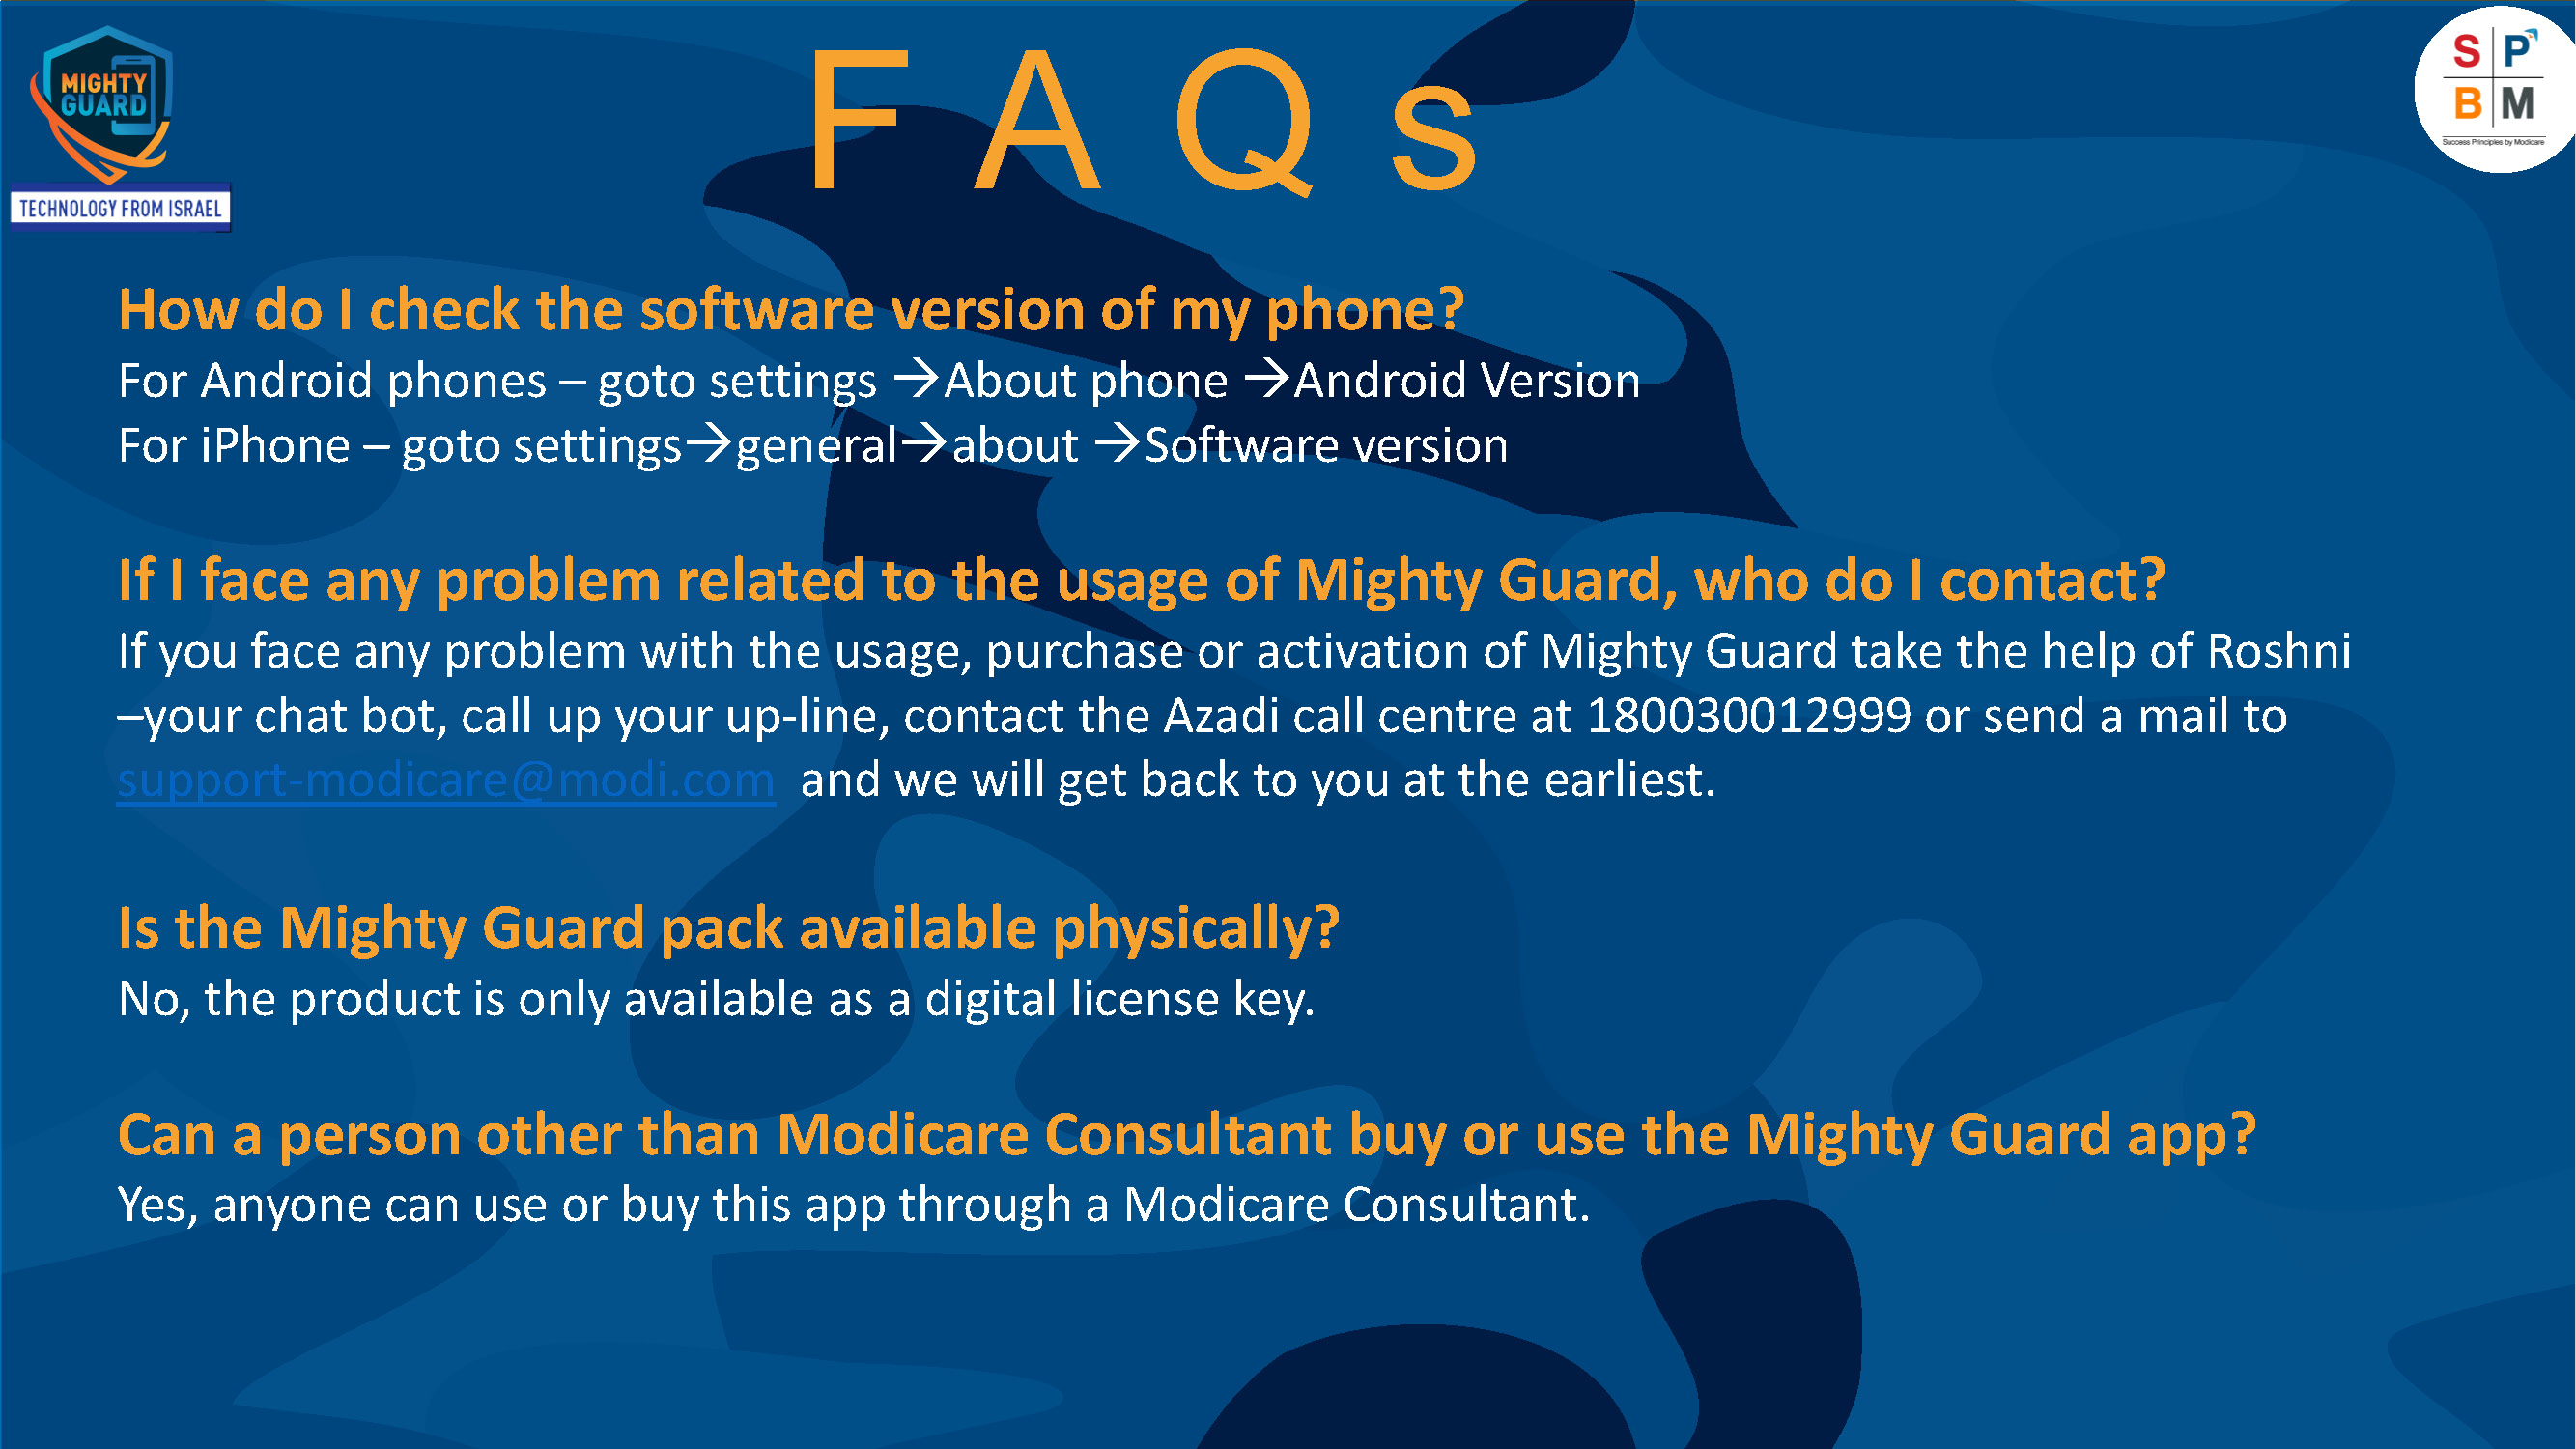 MIGHTY
GUARD
TECHNOLOGY FROM ISRAEL
F A Q s
S P
B M
Success Principles by Modicare
How do I check the software version of my phone?
For Android phones – goto settings →About phone →Android Version
For iPhone – goto settings→general→about →Software version
If I face any problem related to the usage of Mighty Guard, who do I contact?
If you face any problem with the usage, purchase or activation of Mighty Guard take the help of Roshni
–your chat bot, call up your up-line, contact the Azadi call centre at 180030012999 or send a mail to
support-modicare@modi.com and we will get back to you at the earliest.
Is the Mighty Guard pack available physically?
No, the product is only available as a digital license key.
Can a person other than Modicare Consultant buy or use the Mighty Guard app?
Yes, anyone can use or buy this app through a Modicare Consultant.